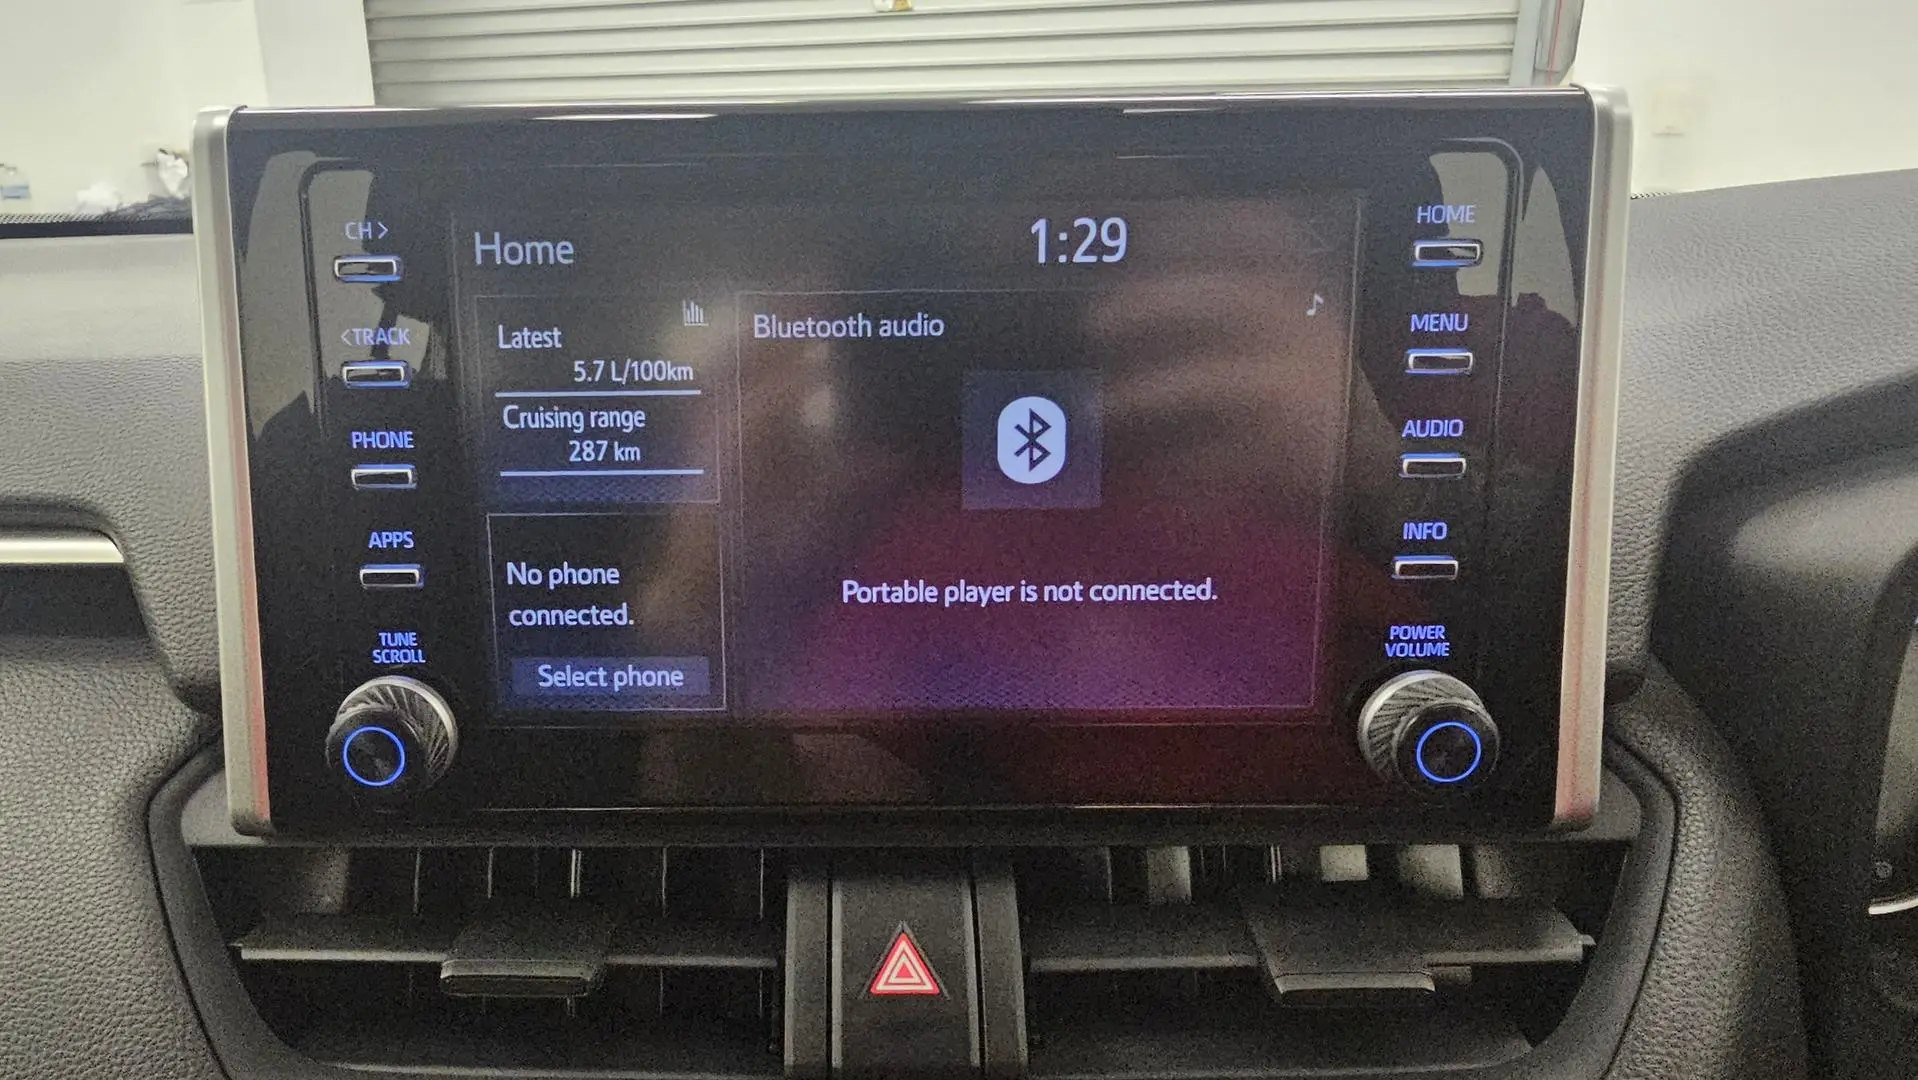 CH>
<TRACK
PHONE
APPS
TUNE
SCROLL
Home
1:29
Latest
5.7 L/100km
Cruising range
287 km
No phone
connected.
Select phone
Bluetooth audio
Portable player is not connected.
HOME
MENU
AUDIO
INFO
POWER
VOLUME